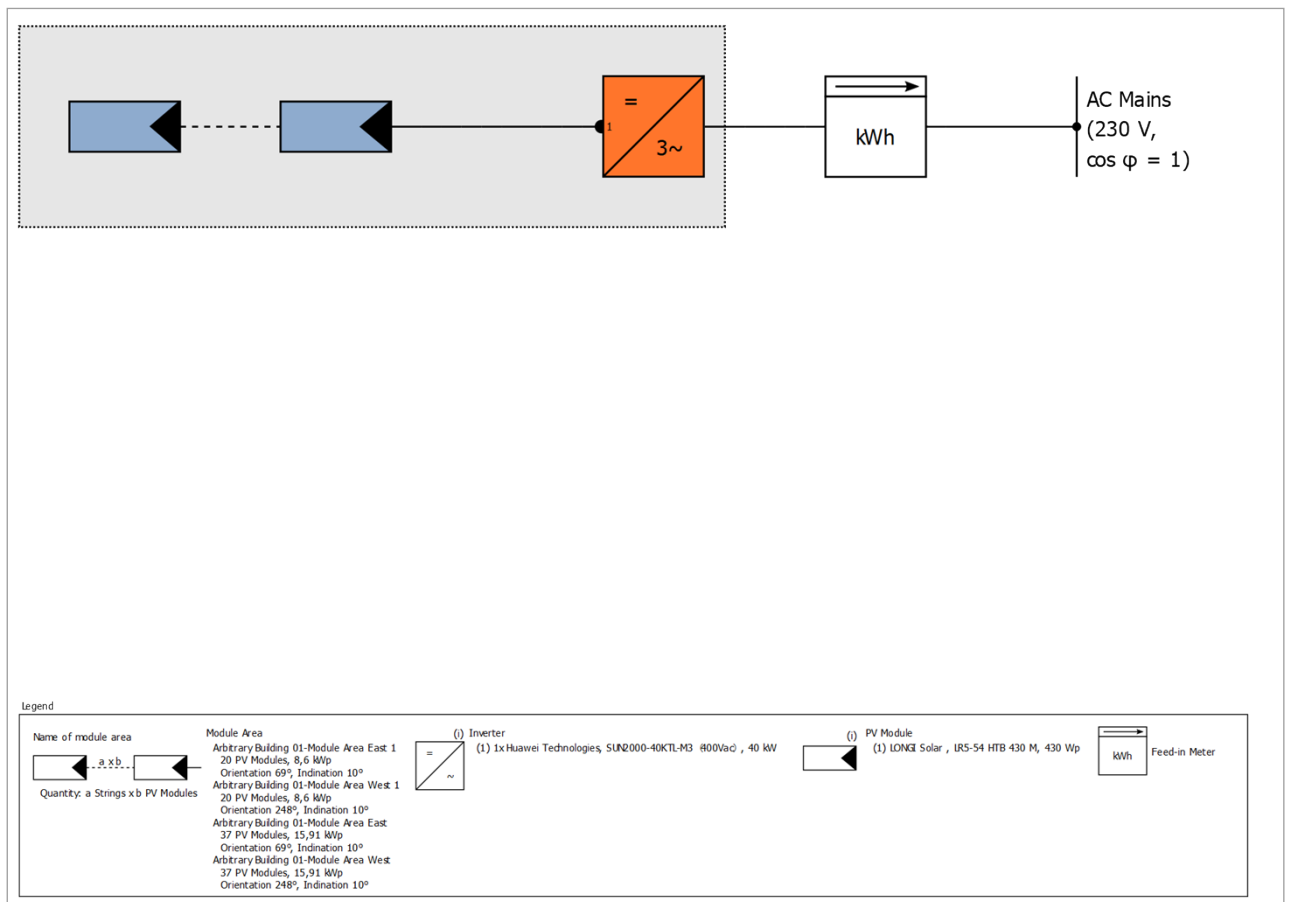 =
1
3~
kWh
AC Mains
(230 V,
cos φ = 1)
Legend
Name of module area
a x b
Quantity: a Strings x b PV Modules
Module Area
Arbitrary Building 01-Module Area East 1
20 PV Modules, 8,6 kWp
Orientation 69°, Inclination 10°
Arbitrary Building 01-Module Area West 1
20 PV Modules, 8,6 kWp
Orientation 248°, Inclination 10°
Arbitrary Building 01-Module Area East
37 PV Modules, 15,91 kWp
Orientation 69°, Inclination 10°
Arbitrary Building 01-Module Area West
37 PV Modules, 15,91 kWp
Orientation 248°, Inclination 10°
=
~
(i) Inverter
(1) 1x Huawei Technologies, SUN2000-40KTL-M3 (400Vac) , 40 kW
(i) PV Module
(1) LONGI Solar , LR5-54 HTB 430 M, 430 Wp
kWh
Feed-in Meter